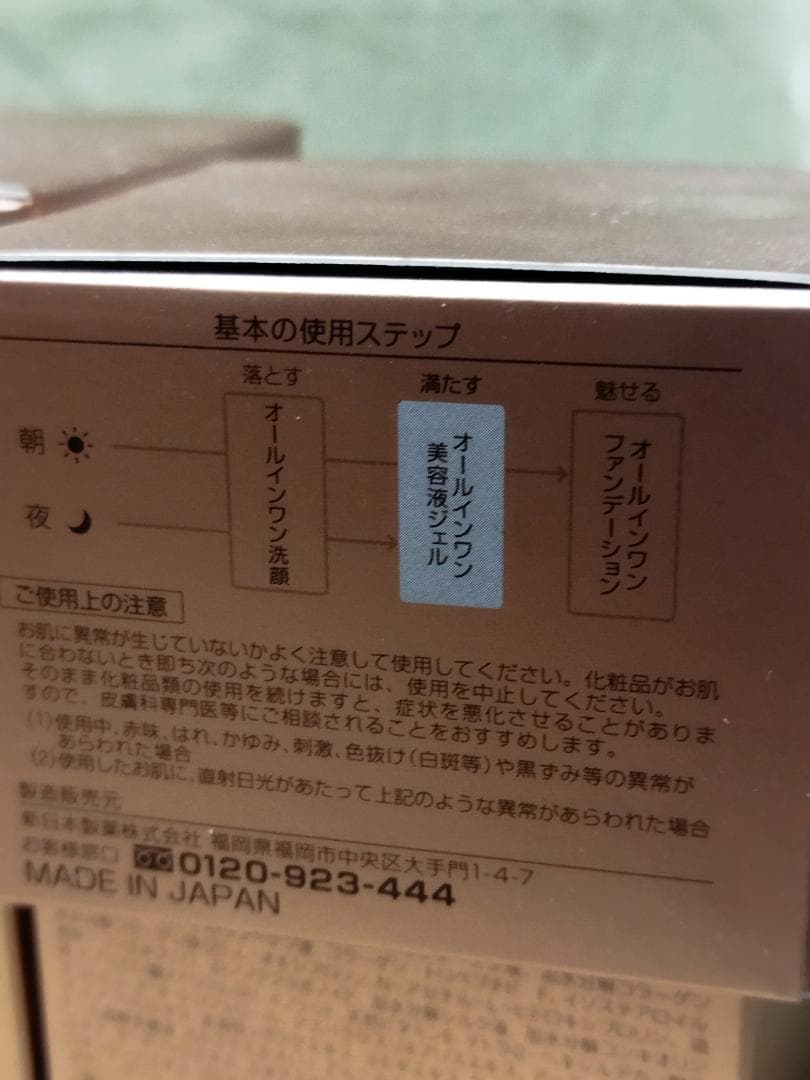 基本の使用ステップ
落とす 満たす 魅せる
朝
夜
オールインワン洗顔
オールインワン
美容液ジェル
オールインワン
ファンデーション
ご使用上の注意
お肌に異常が生じていないかよく注意して使用してください。化粧品がお肌
に合わないとき即ち次のような場合には、使用を中止してください。
そのまま化粧品類の使用を続けますと、症状を悪化させることがありま
すので、皮膚科専門医等にご相談されることをおすすめします。
(1)使用中、赤味、はれ、かゆみ、刺激、色抜け(白斑等)や黒ずみ等の異常が
あらわれた場合
(2)使用したお肌に、直射日光があたって上記のような異常があらわれた場合
製造販売元
新日本製薬株式会社 福岡県福岡市中央区大手門1-4-7
お客様窓口 0120-923-444
MADE IN JAPAN